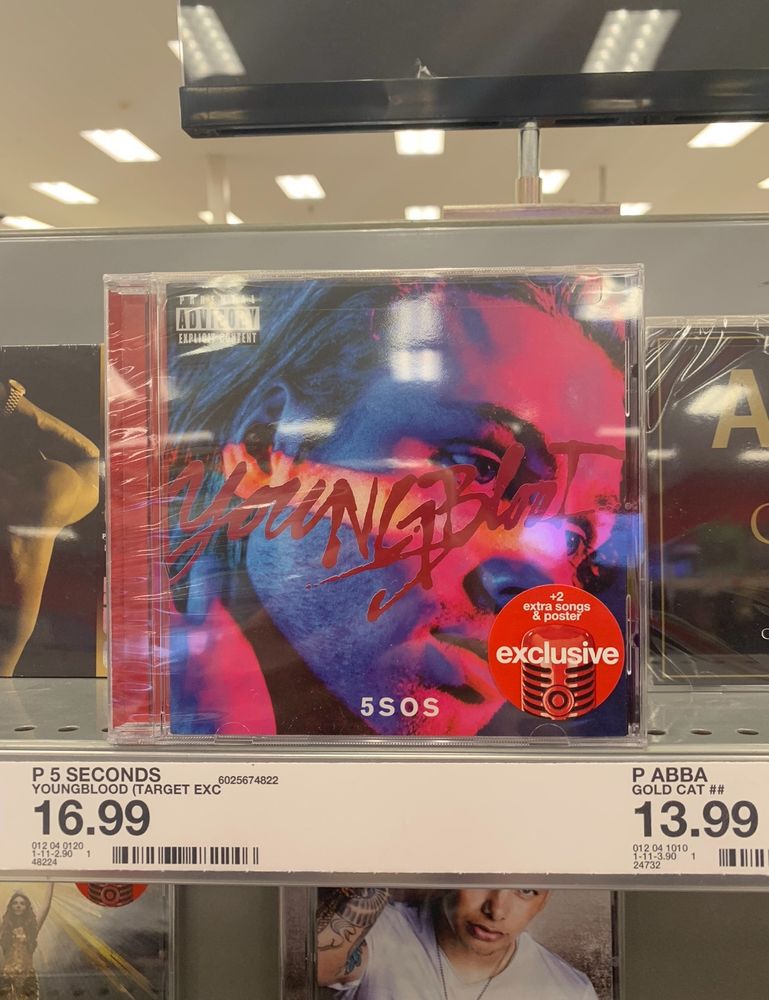 PARENTAL
ADVISORY
EXPLICIT CONTENT
YOUNGBLOOD
+2
extra songs
& poster
exclusive
5SOS
A
P 5 SECONDS
6025674822
YOUNGBLOOD (TARGET EXC
16.99
012 04 0120
1-11-2.90 1
48224
P ABBA
GOLD CAT ##
13.99
012 04 1010
1-11-3.90 1
24732